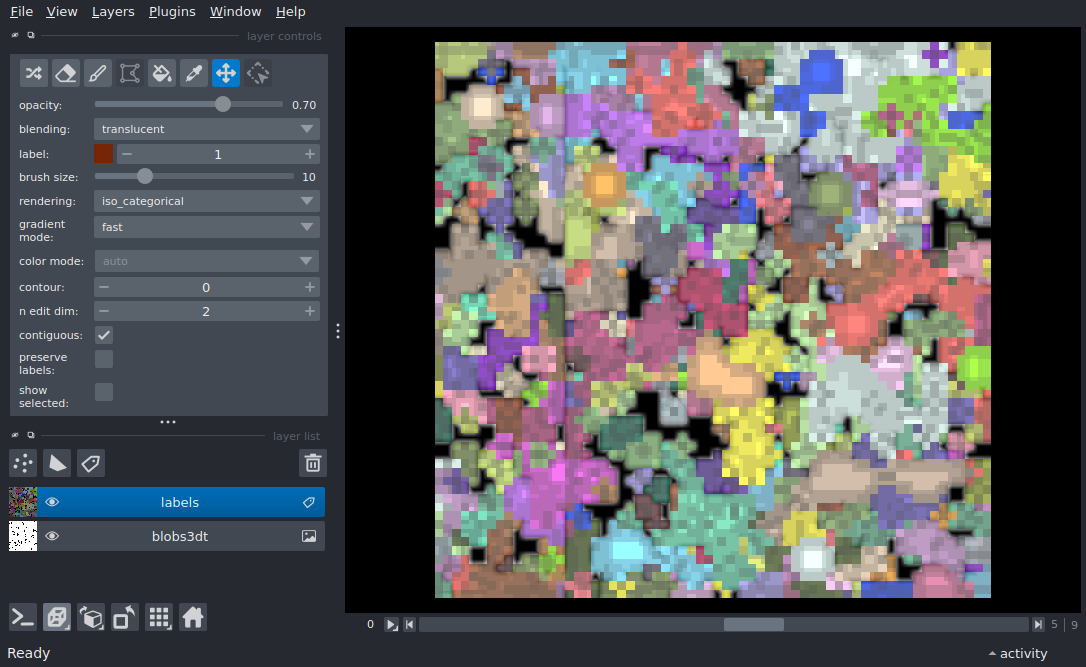 File View Layers Plugins Window Help
layer controls
opacity: 0.70
blending: translucent
label: 1
brush size: 10
rendering: iso_categorical
gradient
mode: fast
color mode: auto
contour: 0
n edit dim: 2
contiguous:
preserve
labels:
show
selected:
layer list
labels
blobs3dt
0 5 9
Ready activity